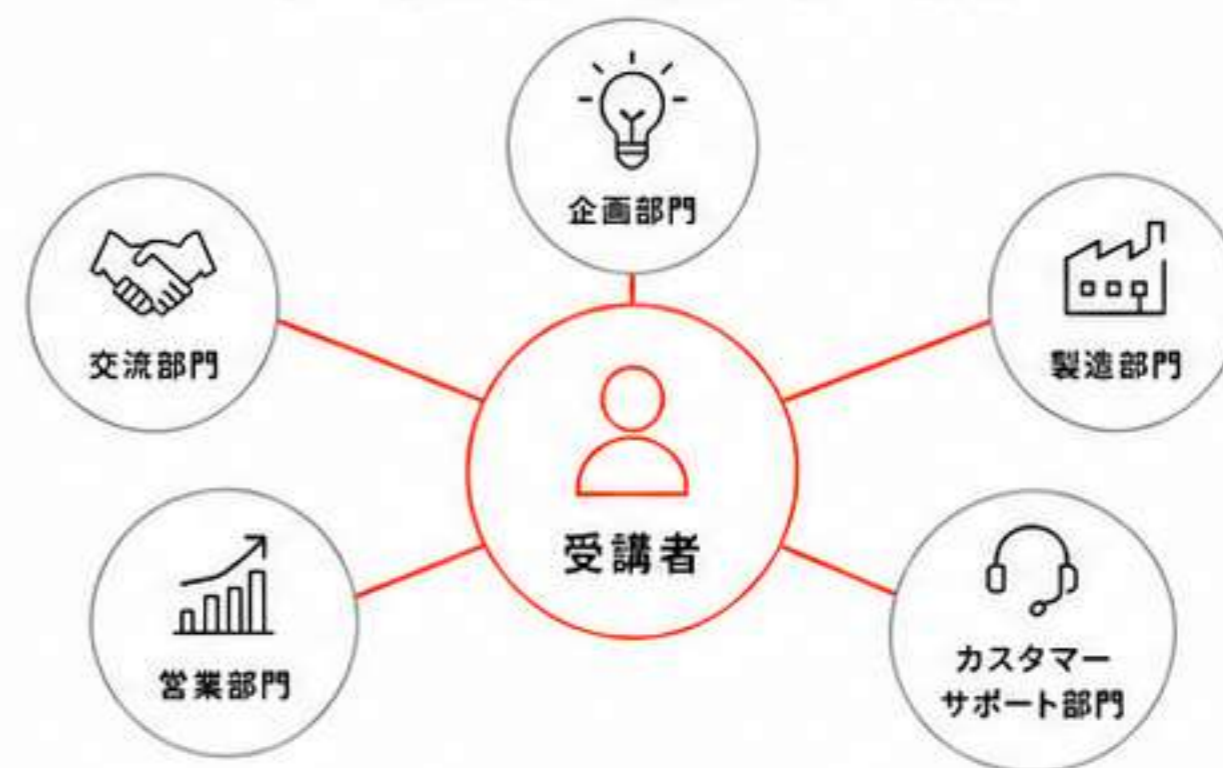 企画部門
交流部門
製造部門
受講者
営業部門
カスタマー
サポート部門